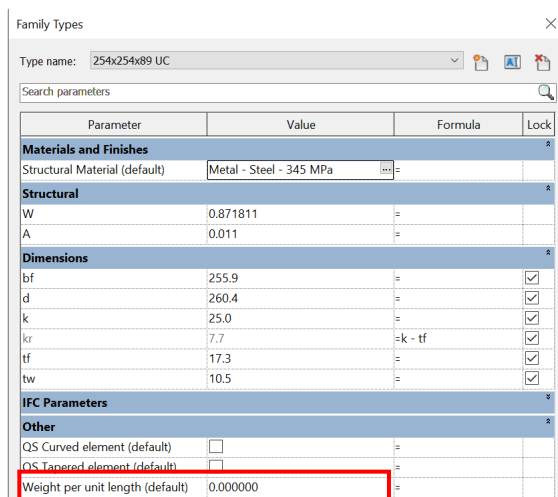 Family Types
Type name: 254x254x89 UC
Search parameters
Parameter Value Formula Lock
Materials and Finishes
Structural Material (default) Metal - Steel - 345 MPa ... =
Structural
W 0.871811 =
A 0.011 =
Dimensions
bf 255.9 =
d 260.4 =
k 25.0 =
kr 7.7 =k - tf
tf 17.3 =
tw 10.5 =
IFC Parameters
Other
QS Curved element (default) =
QS Tapered element (default) =
Weight per unit length (default) 0.000000 =